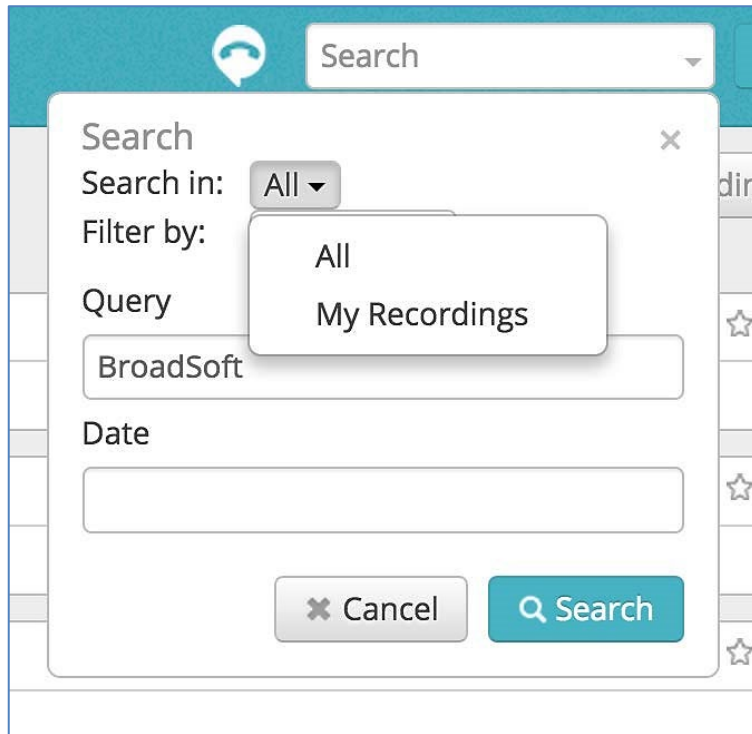 Search
Search
Search in: All
Filter by:
All
My Recordings
Query
BroadSoft
Date
Cancel Search